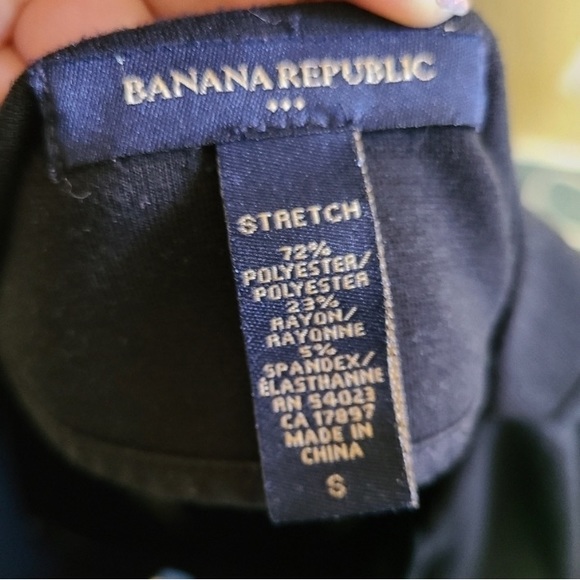 BANANA REPUBLIC
STRETCH
72%
POLYESTER/
POLYESTER
23%
RAYON/
RAYONNE
5%
SPANDEX/
ÉLASTHANNE
RN 54023
CA 17897
MADE IN
CHINA
S